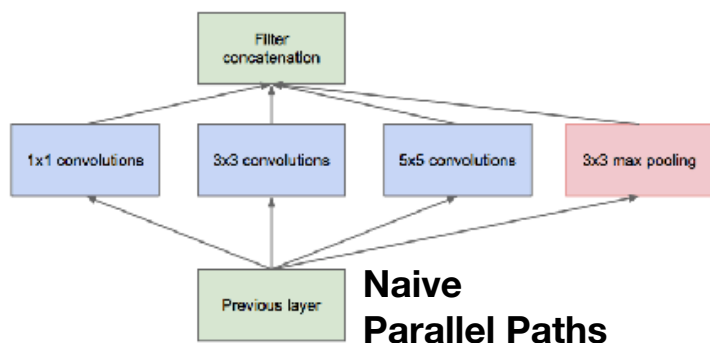 Filter
concatenation
1x1 convolutions
3x3 convolutions
5x5 convolutions
3x3 max pooling
Previous layer
Naive
Parallel Paths